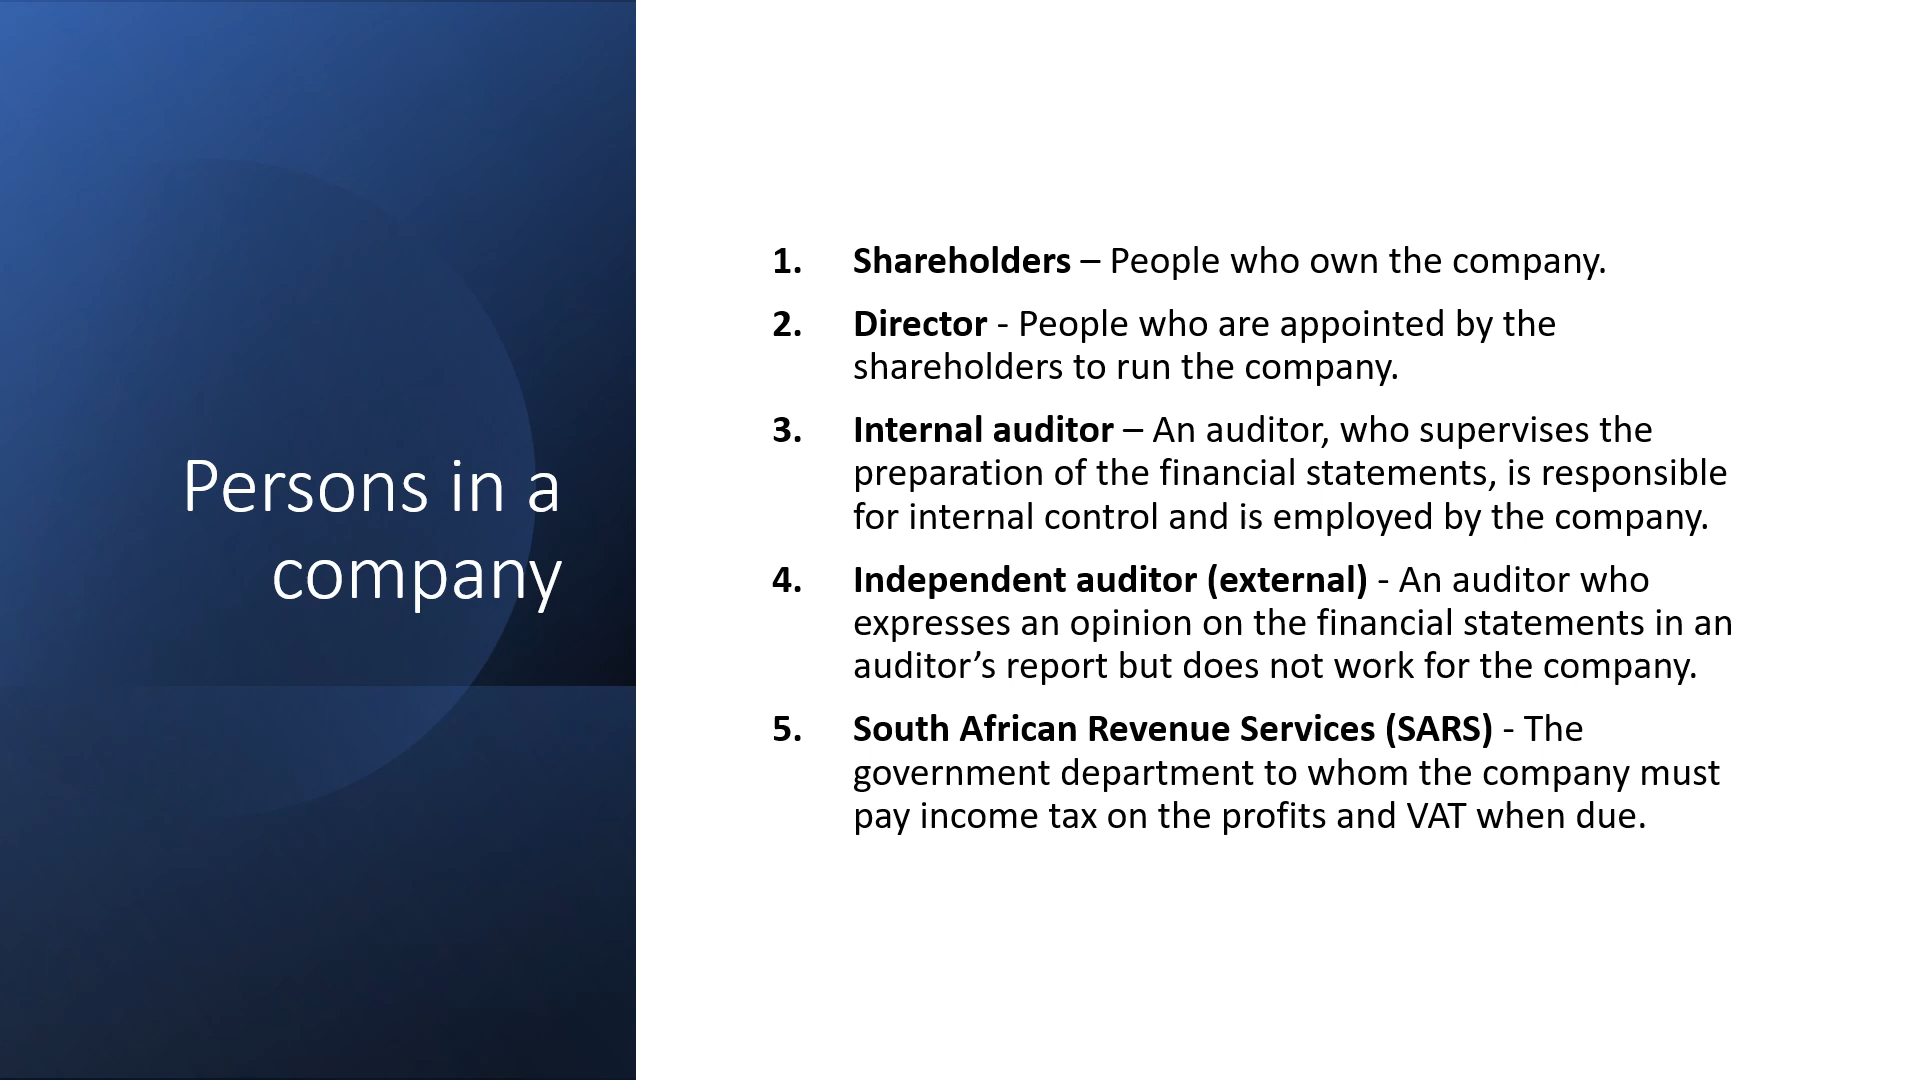 Persons in a
company
1. Shareholders – People who own the company.
2. Director - People who are appointed by the
shareholders to run the company.
3. Internal auditor – An auditor, who supervises the
preparation of the financial statements, is responsible
for internal control and is employed by the company.
4. Independent auditor (external) - An auditor who
expresses an opinion on the financial statements in an
auditor’s report but does not work for the company.
5. South African Revenue Services (SARS) - The
government department to whom the company must
pay income tax on the profits and VAT when due.